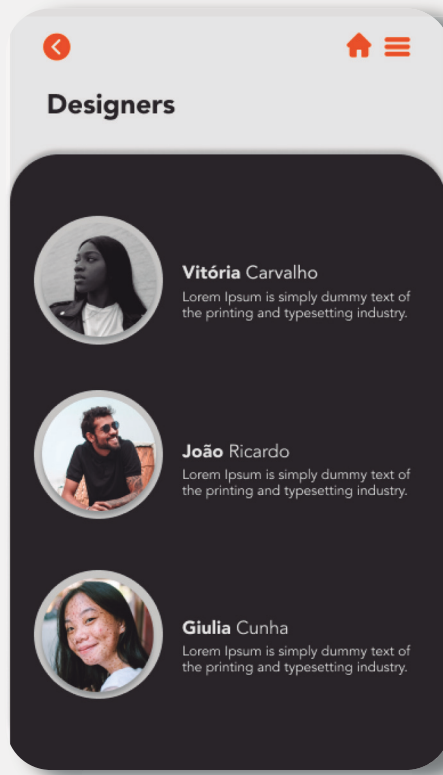 Designers
Vitória Carvalho
Lorem Ipsum is simply dummy text of
the printing and typesetting industry.
João Ricardo
Lorem Ipsum is simply dummy text of
the printing and typesetting industry.
Giulia Cunha
Lorem Ipsum is simply dummy text of
the printing and typesetting industry.